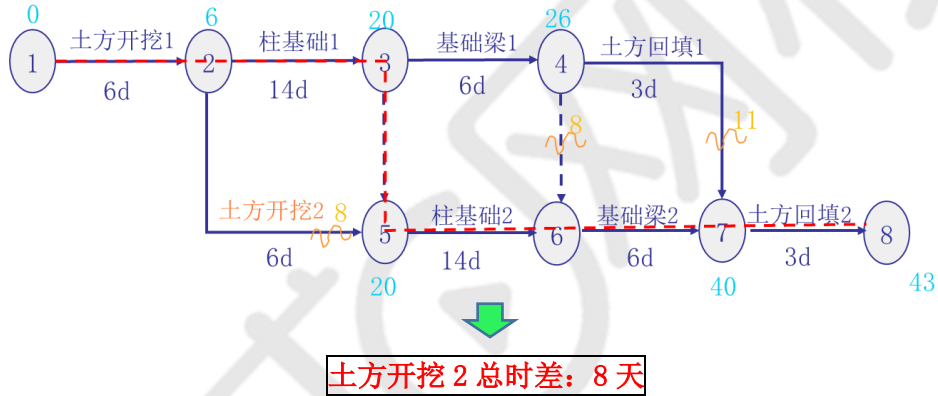 0
6
20
26
土方开挖1
柱基础1
基础梁1
土方回填1
1
2
3
4
6d
14d
6d
3d
8
11
土方开挖2
8
柱基础2
基础梁2
土方回填2
5
6
7
8
6d
14d
6d
3d
20
40
43
土方开挖 2 总时差：8 天